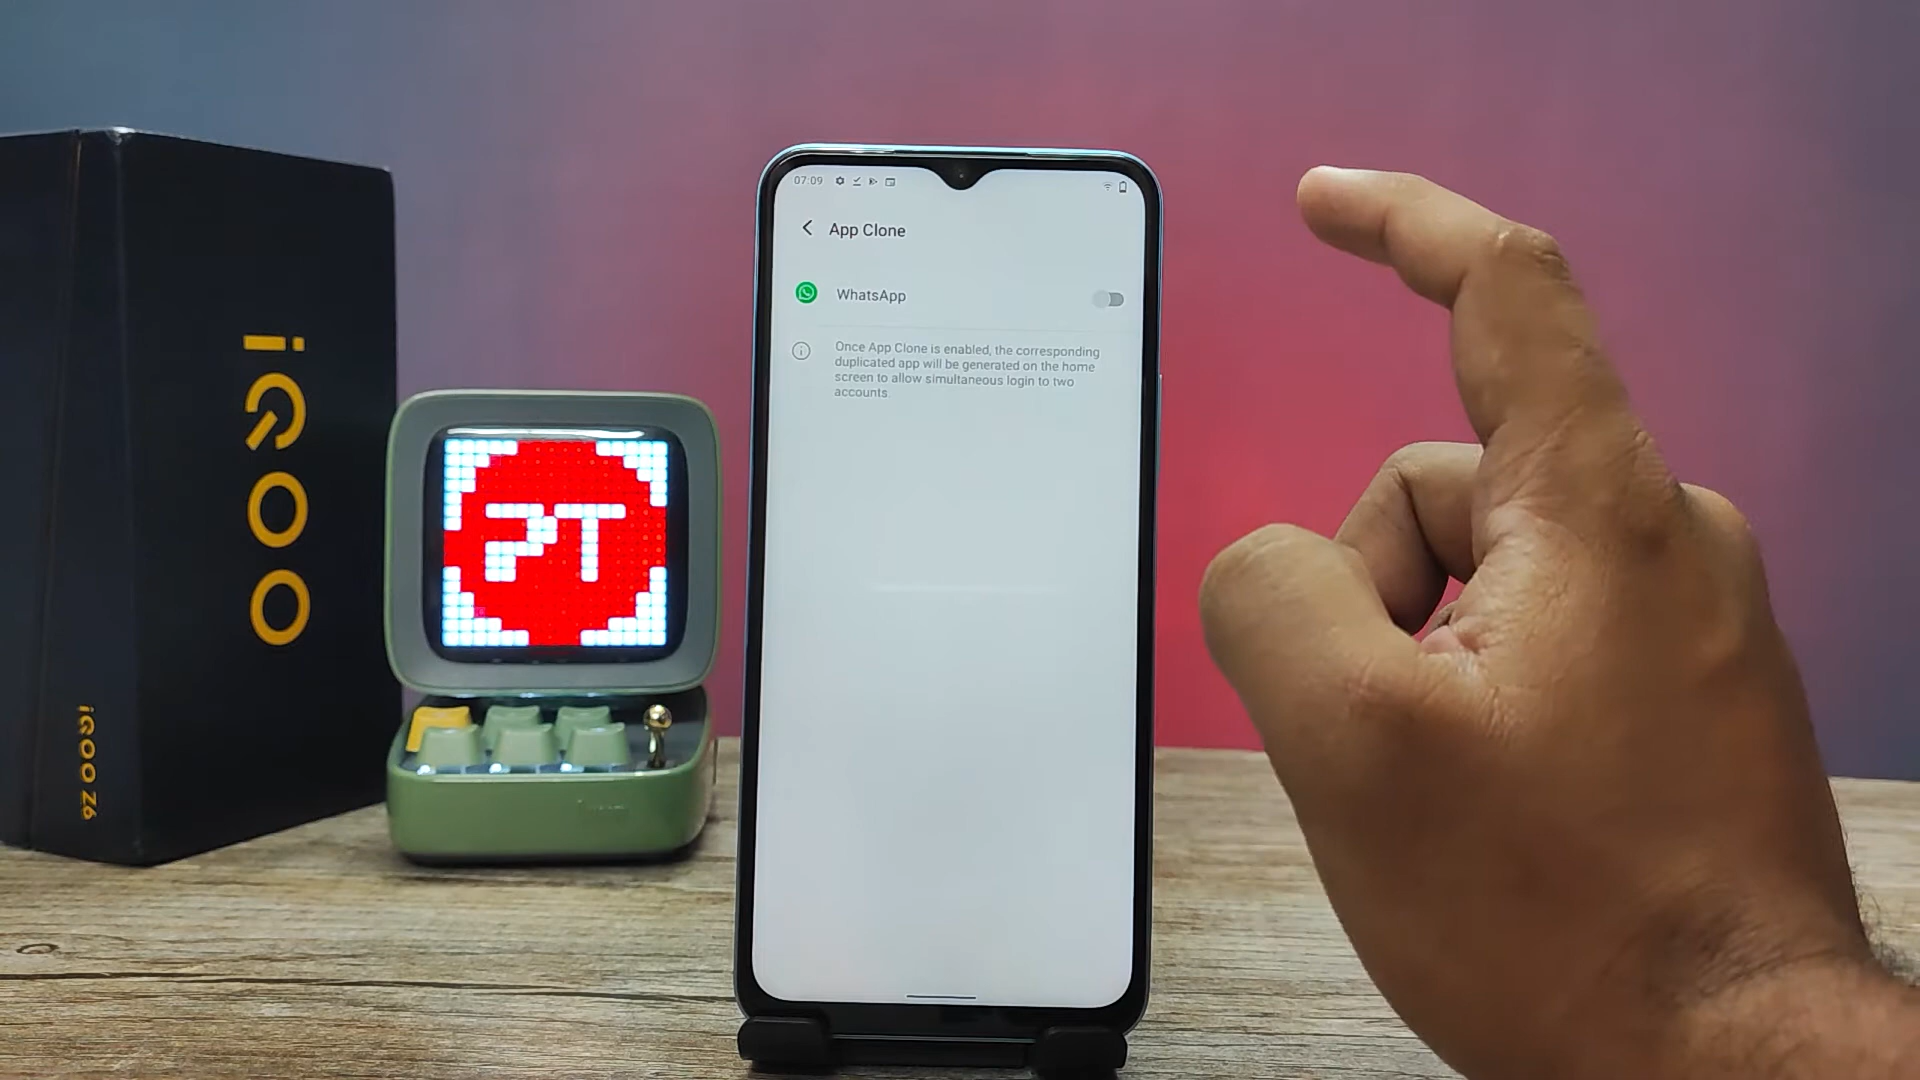 iQOO
iQOO Z6
PT
07:09
App Clone
WhatsApp
Once App Clone is enabled, the corresponding
duplicated app will be generated on the home
screen to allow simultaneous login to two
accounts.